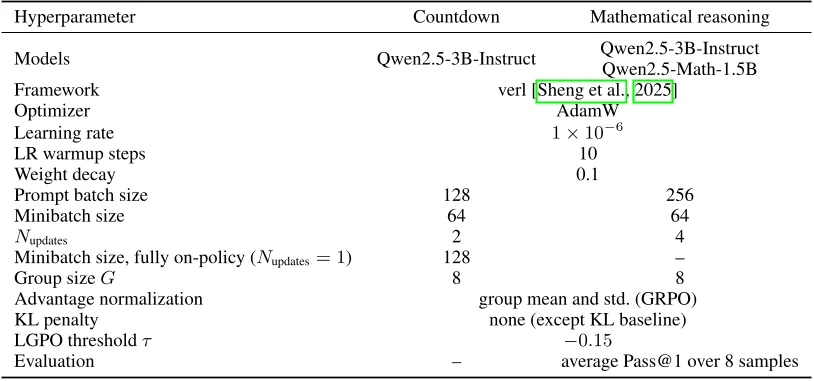 Hyperparameter Countdown Mathematical reasoning
Models Qwen2.5-3B-Instruct Qwen2.5-3B-Instruct
Qwen2.5-Math-1.5B
Framework verl [Sheng et al., 2025]
Optimizer AdamW
Learning rate 1 × 10⁻⁶
LR warmup steps 10
Weight decay 0.1
Prompt batch size 128 256
Minibatch size 64 64
N_updates 2 4
Minibatch size, fully on-policy (N_updates = 1) 128 –
Group size G 8 8
Advantage normalization group mean and std. (GRPO)
KL penalty none (except KL baseline)
LGPO threshold τ −0.15
Evaluation – average Pass@1 over 8 samples